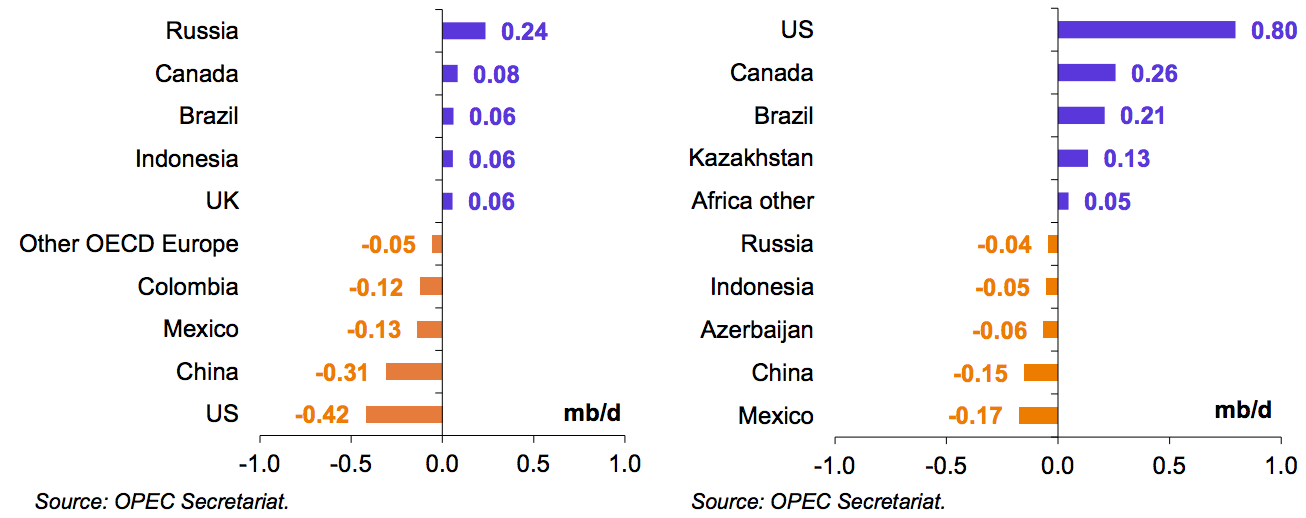 Russia 0.24
Canada 0.08
Brazil 0.06
Indonesia 0.06
UK 0.06
Other OECD Europe -0.05
Colombia -0.12
Mexico -0.13
China -0.31
US -0.42
mb/d
-1.0 -0.5 0.0 0.5 1.0
Source: OPEC Secretariat.
US 0.80
Canada 0.26
Brazil 0.21
Kazakhstan 0.13
Africa other 0.05
Russia -0.04
Indonesia -0.05
Azerbaijan -0.06
China -0.15
Mexico -0.17
mb/d
-1.0 -0.5 0.0 0.5 1.0
Source: OPEC Secretariat.